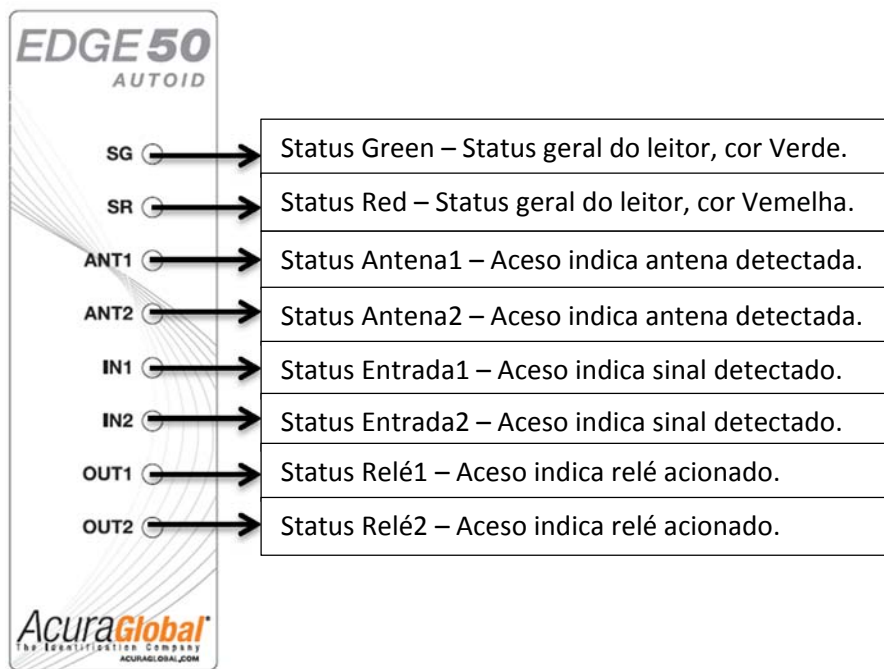 EDGE 50
AUTOID
SG Status Green – Status geral do leitor, cor Verde.
SR Status Red – Status geral do leitor, cor Vemelha.
ANT1 Status Antena1 – Aceso indica antena detectada.
ANT2 Status Antena2 – Aceso indica antena detectada.
IN1 Status Entrada1 – Aceso indica sinal detectado.
IN2 Status Entrada2 – Aceso indica sinal detectado.
OUT1 Status Relé1 – Aceso indica relé acionado.
OUT2 Status Relé2 – Aceso indica relé acionado.
AcuraGlobal
The Identification Company
ACURAGLOBAL.COM